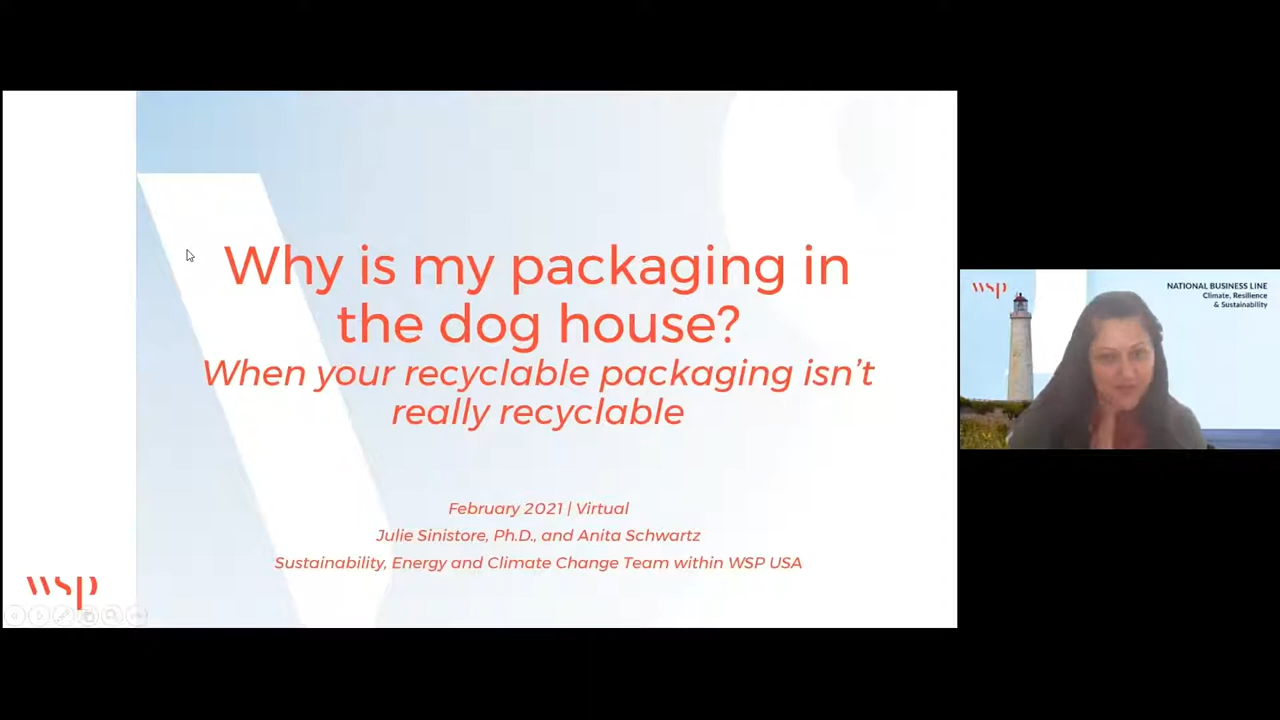 Why is my packaging in
the dog house?
When your recyclable packaging isn't
really recyclable
February 2021 | Virtual
Julie Sinistore, Ph.D., and Anita Schwartz
Sustainability, Energy and Climate Change Team within WSP USA
wsp
wsp
NATIONAL BUSINESS LINE
Climate, Resilience
& Sustainability